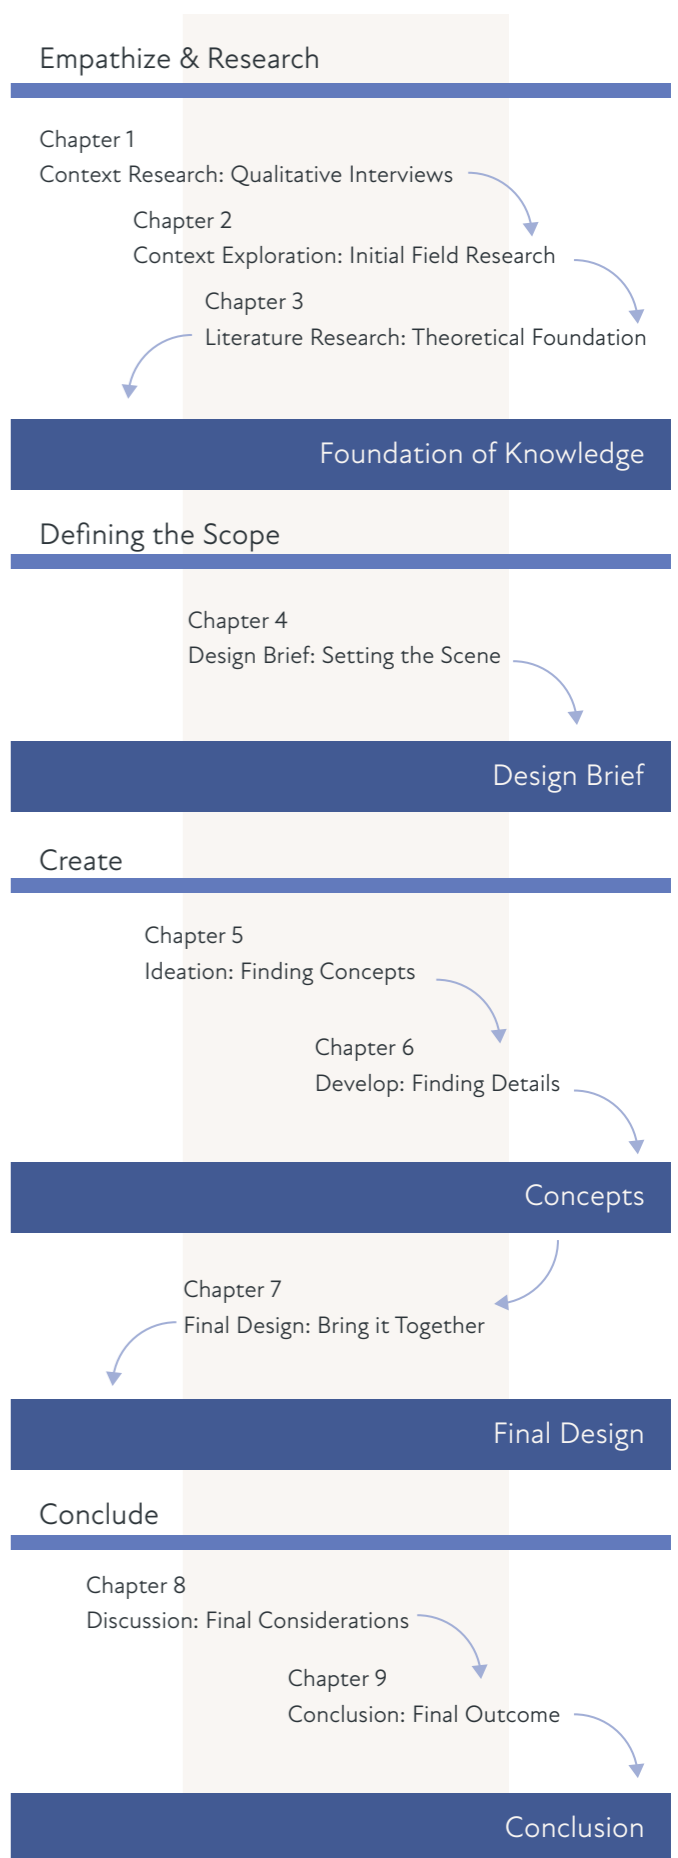 Empathize & Research
Chapter 1
Context Research: Qualitative Interviews
Chapter 2
Context Exploration: Initial Field Research
Chapter 3
Literature Research: Theoretical Foundation
Foundation of Knowledge
Defining the Scope
Chapter 4
Design Brief: Setting the Scene
Design Brief
Create
Chapter 5
Ideation: Finding Concepts
Chapter 6
Develop: Finding Details
Concepts
Chapter 7
Final Design: Bring it Together
Final Design
Conclude
Chapter 8
Discussion: Final Considerations
Chapter 9
Conclusion: Final Outcome
Conclusion